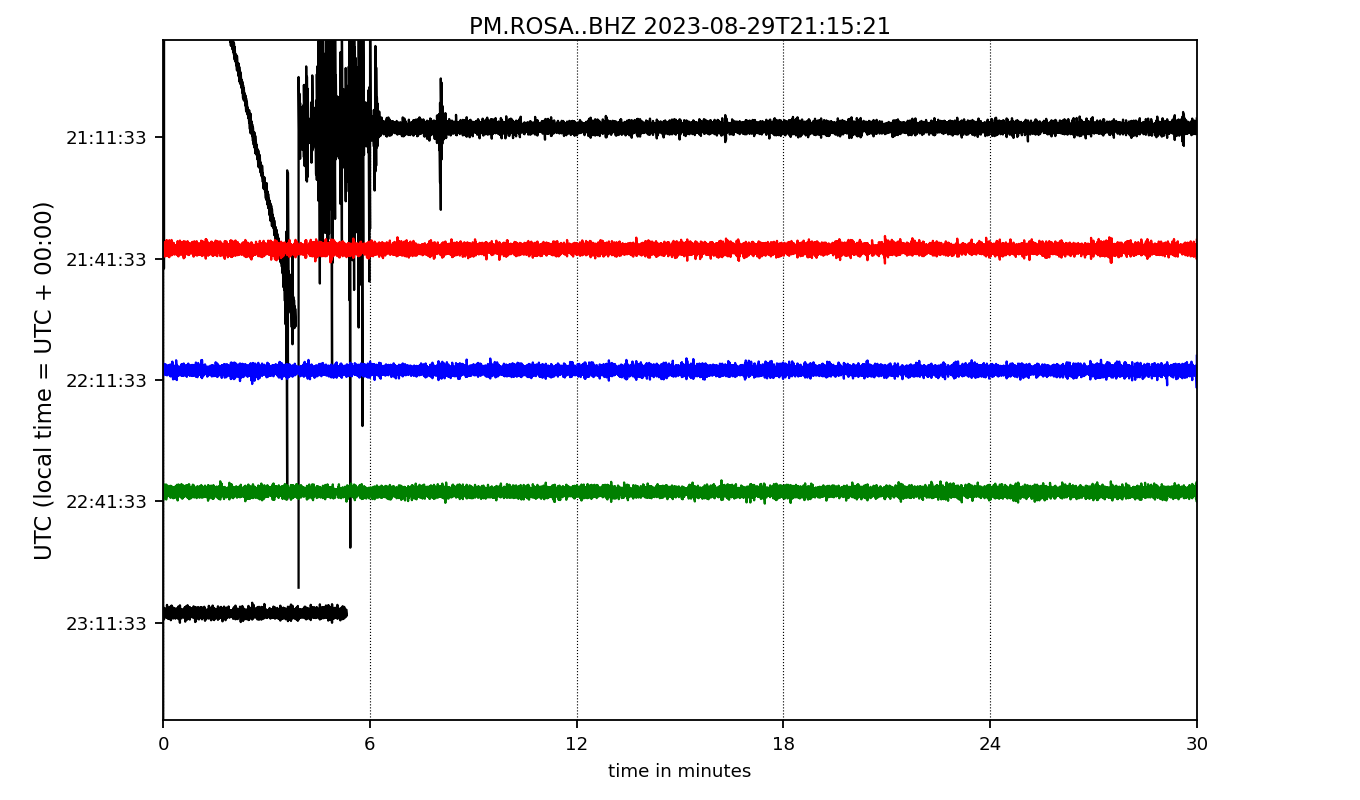 PM.ROSA..BHZ 2023-08-29T21:15:21
UTC (local time = UTC + 00:00)
21:11:33
21:41:33
22:11:33
22:41:33
23:11:33
0 6 12 18 24 30
time in minutes